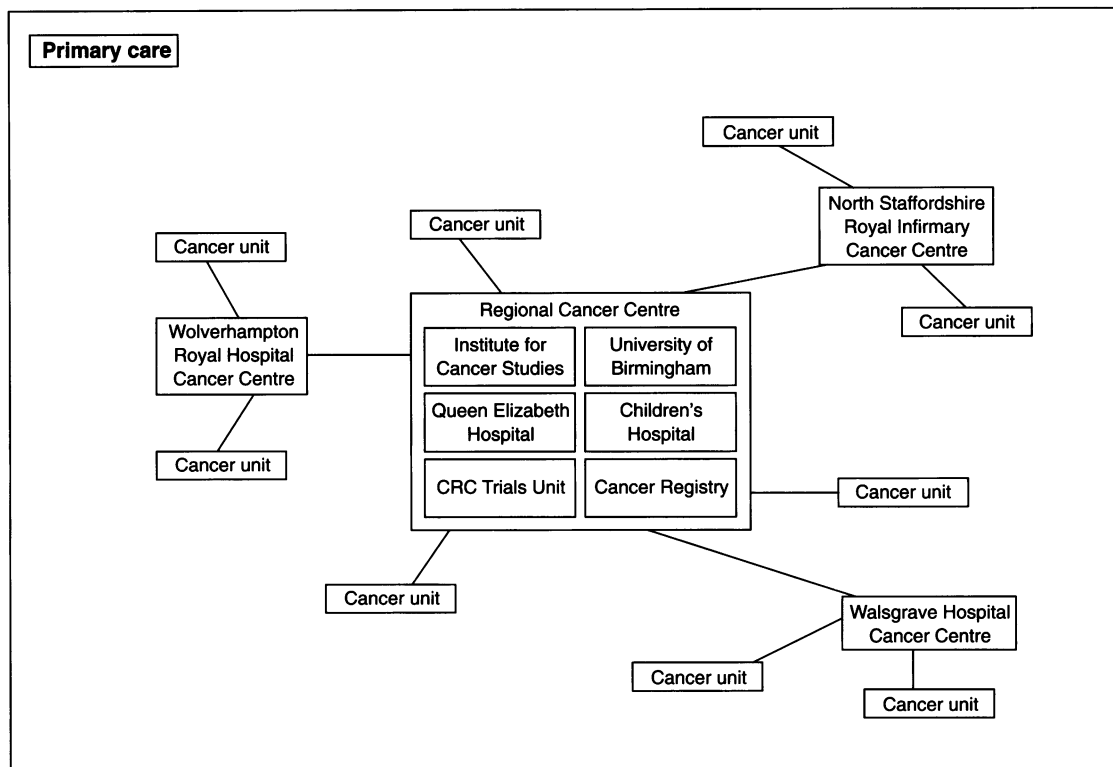 Primary care
Cancer unit
North Staffordshire
Royal Infirmary
Cancer Centre
Cancer unit
Cancer unit
Cancer unit
Wolverhampton
Royal Hospital
Cancer Centre
Cancer unit
Regional Cancer Centre
Institute for
Cancer Studies
University of
Birmingham
Queen Elizabeth
Hospital
Children's
Hospital
CRC Trials Unit
Cancer Registry
Cancer unit
Cancer unit
Walsgrave Hospital
Cancer Centre
Cancer unit
Cancer unit